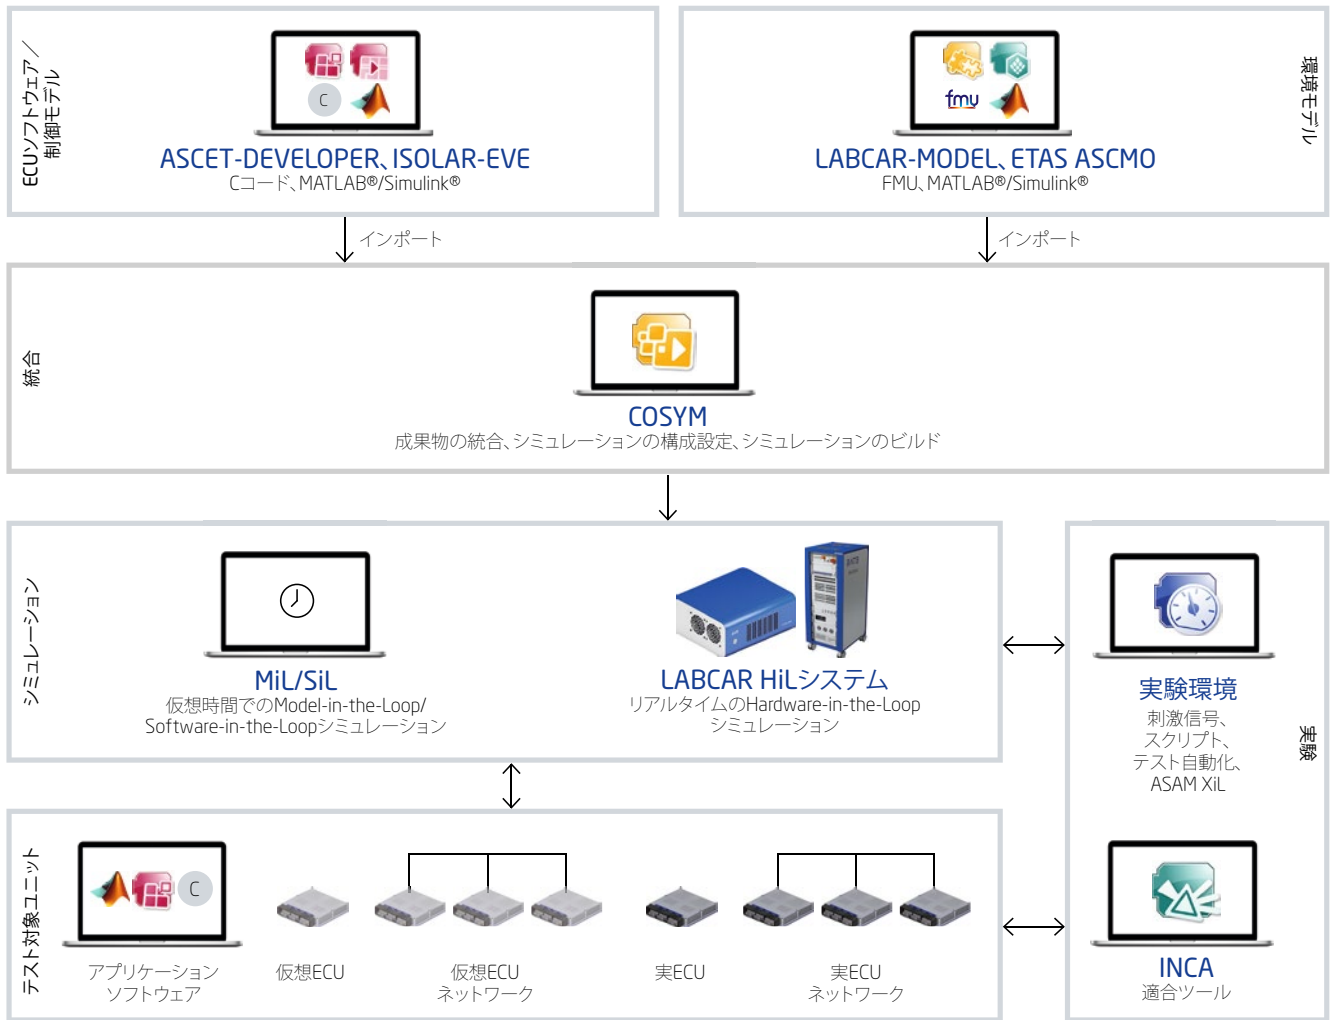 ECUソフトウェア／
制御モデル
C
ASCET-DEVELOPER、ISOLAR-EVE
Cコード、MATLAB®/Simulink®
fmu
LABCAR-MODEL、ETAS ASCMO
FMU、MATLAB®/Simulink®
環境モデル
インポート
インポート
統合
COSYM
成果物の統合、シミュレーションの構成設定、シミュレーションのビルド
シミュレーション
MiL/SiL
仮想時間でのModel-in-the-Loop/
Software-in-the-Loopシミュレーション
LABCAR HiLシステム
リアルタイムのHardware-in-the-Loop
シミュレーション
実験環境
刺激信号、
スクリプト、
テスト自動化、
ASAM XiL
実験
テスト対象ユニット
C
アプリケーション
ソフトウェア
仮想ECU
仮想ECU
ネットワーク
実ECU
実ECU
ネットワーク
INCA
適合ツール